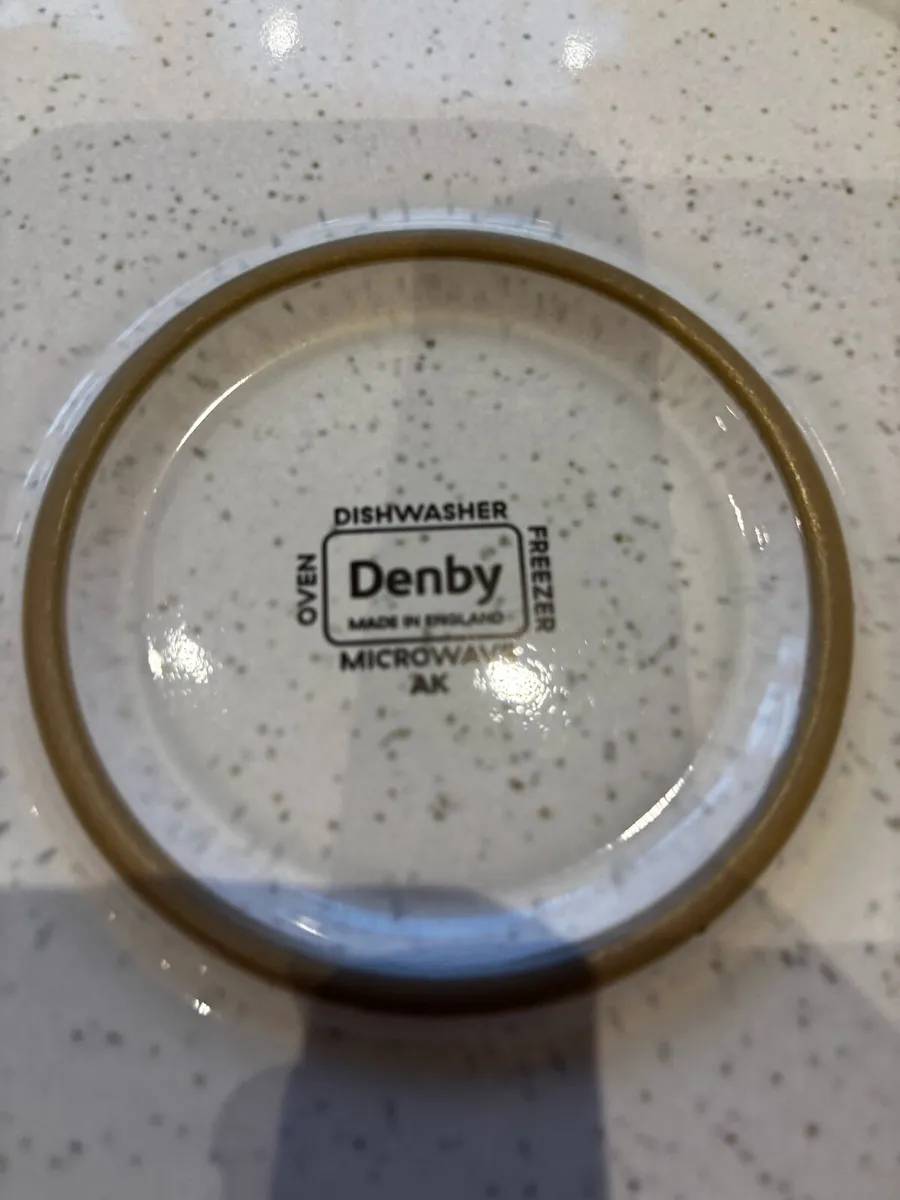 DISHWASHER
OVEN
Denby
FREEZER
MADE IN ENGLAND
MICROWAVE
AK